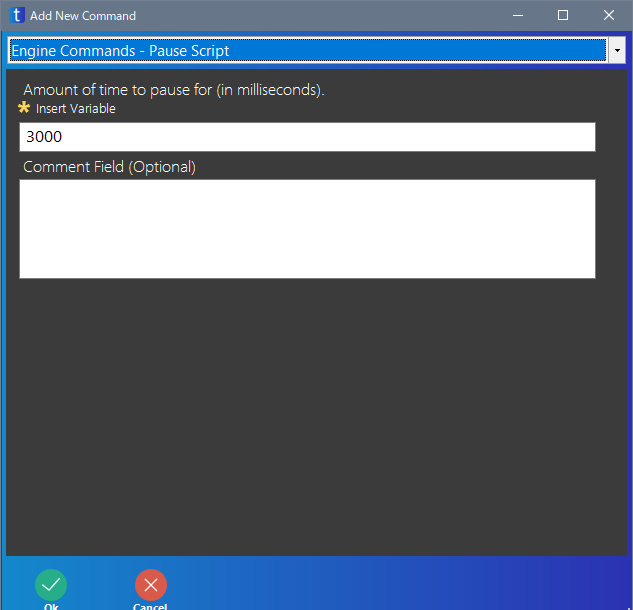 t Add New Command
Engine Commands - Pause Script
Amount of time to pause for (in milliseconds).
Insert Variable
3000
Comment Field (Optional)
Ok Cancel